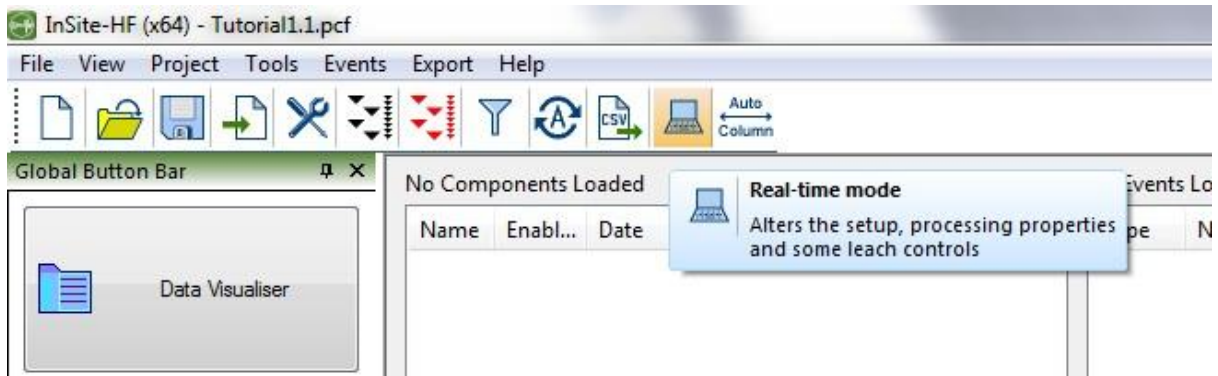 InSite-HF (x64) - Tutorial1.1.pcf
File View Project Tools Events Export Help
A CSV Auto
Column
Global Button Bar
No Components Loaded
Events Lo
Name Enabl... Date
pe N
Real-time mode
Alters the setup, processing properties
and some leach controls
Data Visualiser